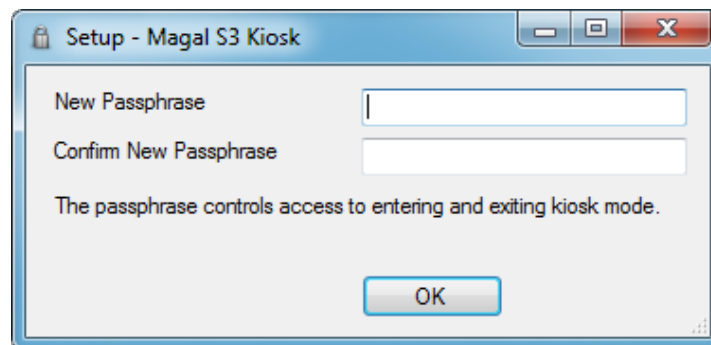 Setup - Magal S3 Kiosk
New Passphrase
Confirm New Passphrase
The passphrase controls access to entering and exiting kiosk mode.
OK